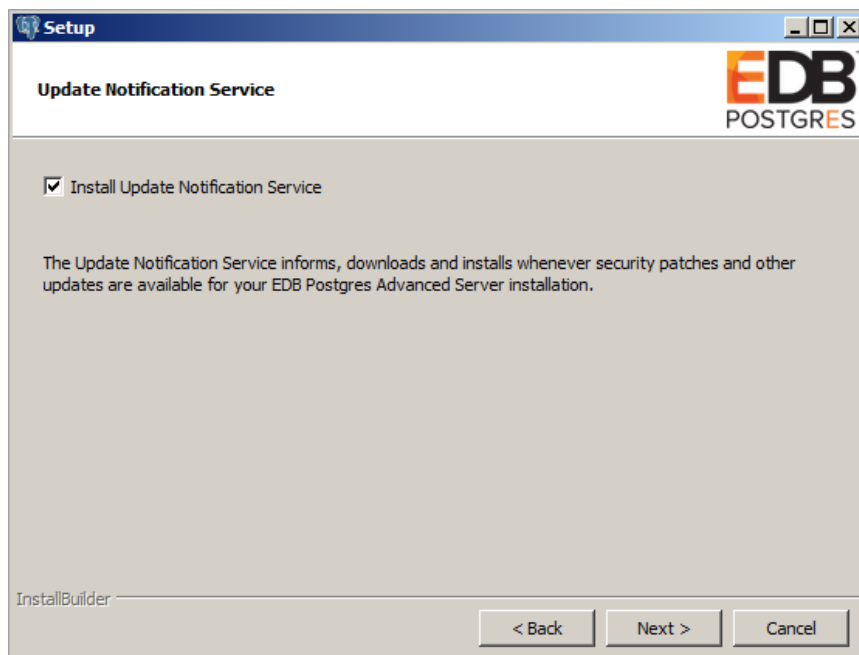 Setup
Update Notification Service
EDB
POSTGRES
Install Update Notification Service
The Update Notification Service informs, downloads and installs whenever security patches and other
updates are available for your EDB Postgres Advanced Server installation.
InstallBuilder
< Back
Next >
Cancel